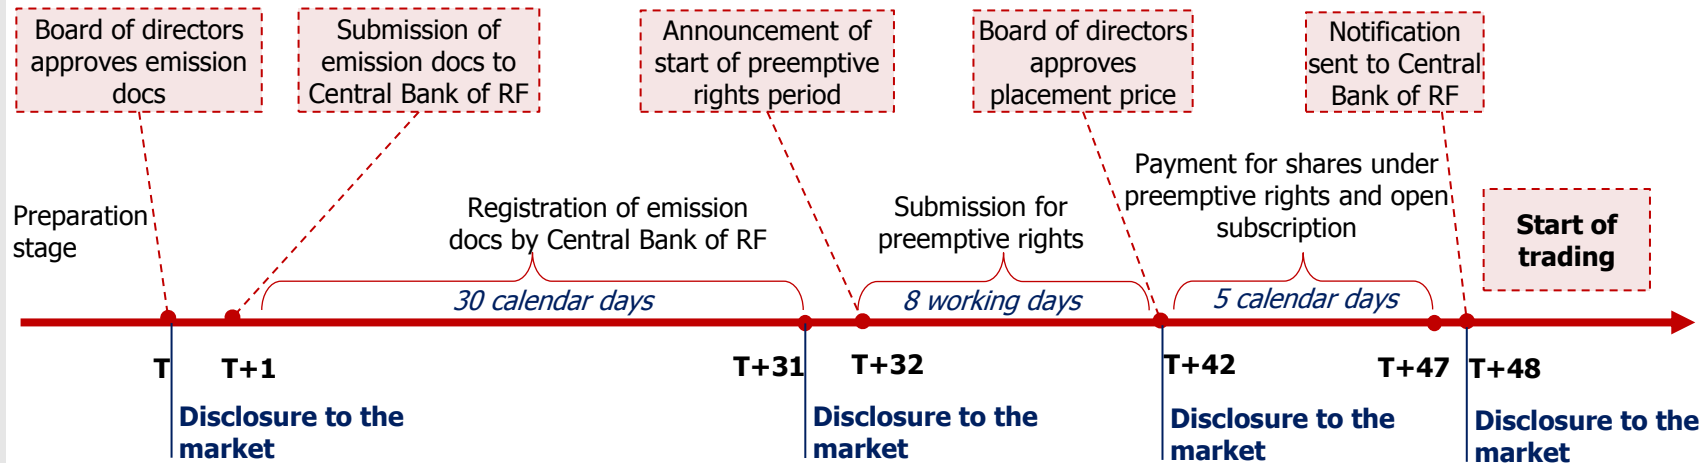 Board of directors
approves emission
docs
Submission of
emission docs to
Central Bank of RF
Announcement of
start of preemptive
rights period
Board of directors
approves
placement price
Notification
sent to Central
Bank of RF
Preparation
stage
Registration of emission
docs by Central Bank of RF
Submission for
preemptive rights
Payment for shares under
preemptive rights and open
subscription
Start of
trading
30 calendar days
8 working days
5 calendar days
T
T+1
T+31
T+32
T+42
T+47
T+48
Disclosure to the
market
Disclosure to the
market
Disclosure to the
market
Disclosure to the
market